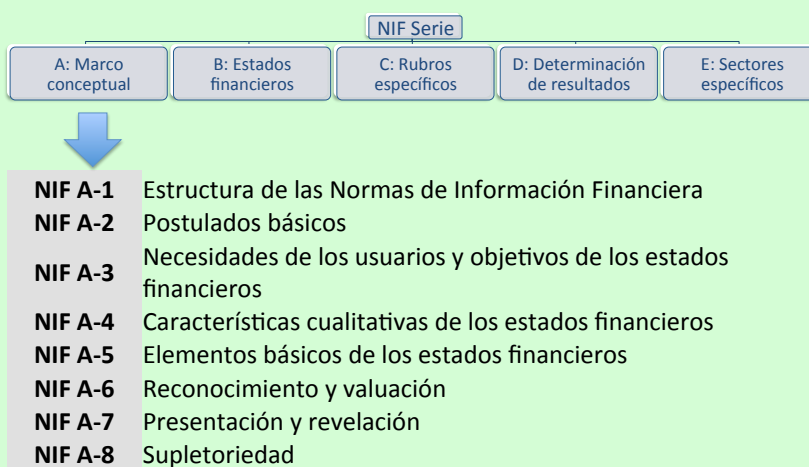 NIF Serie
A: Marco
conceptual
B: Estados
financieros
C: Rubros
específicos
D: Determinación
de resultados
E: Sectores
específicos
NIF A-1 Estructura de las Normas de Información Financiera
NIF A-2 Postulados básicos
NIF A-3 Necesidades de los usuarios y objetivos de los estados
financieros
NIF A-4 Características cualitativas de los estados financieros
NIF A-5 Elementos básicos de los estados financieros
NIF A-6 Reconocimiento y valuación
NIF A-7 Presentación y revelación
NIF A-8 Supletoriedad